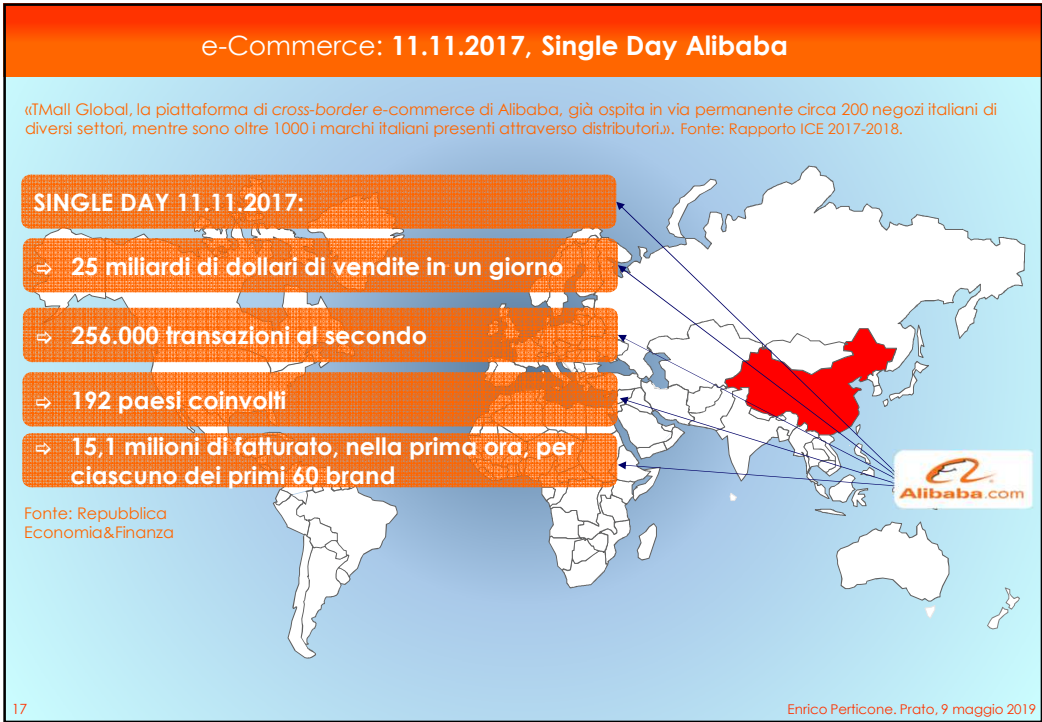 e-Commerce: 11.11.2017, Single Day Alibaba
«TMall Global, la piattaforma di cross-border e-commerce di Alibaba, già ospita in via permanente circa 200 negozi italiani di
diversi settori, mentre sono oltre 1000 i marchi italiani presenti attraverso distributori.». Fonte: Rapporto ICE 2017-2018.
SINGLE DAY 11.11.2017:
⇨ 25 miliardi di dollari di vendite in un giorno
⇨ 256.000 transazioni al secondo
⇨ 192 paesi coinvolti
⇨ 15,1 milioni di fatturato, nella prima ora, per
ciascuno dei primi 60 brand
Alibaba.com
Fonte: Repubblica
Economia&Finanza
17
Enrico Perticone. Prato, 9 maggio 2019